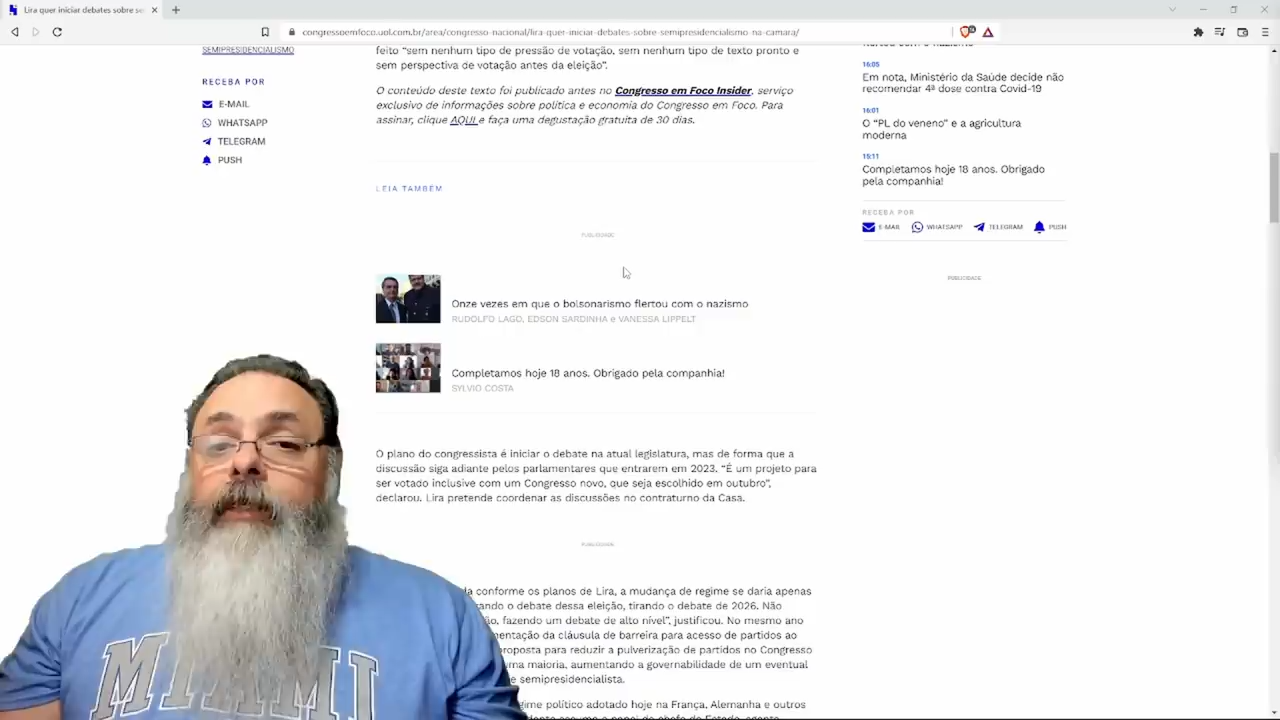 Lira quer iniciar debates sobre se
congressoemfoco.uol.com.br/area/congresso-nacional/lira-quer-iniciar-debates-sobre-semipresidencialismo-na-camara/
SEMIPRESIDENCIALISMO
RECEBA POR
E-MAIL
WHATSAPP
TELEGRAM
PUSH
feito “sem nenhum tipo de pressão de votação, sem nenhum tipo de texto pronto e
sem perspectiva de votação antes da eleição”.
O conteúdo deste texto foi publicado antes no Congresso em Foco Insider, serviço
exclusivo de informações sobre política e economia do Congresso em Foco. Para
assinar, clique AQUI e faça uma degustação gratuita de 30 dias.
LEIA TAMBÉM
PUBLICIDADE
Onze vezes em que o bolsonarismo flertou com o nazismo
RUDOLFO LAGO, EDSON SARDINHA e VANESSA LIPPELT
Completamos hoje 18 anos. Obrigado pela companhia!
SYLVIO COSTA
O plano do congressista é iniciar o debate na atual legislatura, mas de forma que a
discussão siga adiante pelos parlamentares que entrarem em 2023. “É um projeto para
ser votado inclusive com um Congresso novo, que seja escolhido em outubro”,
declarou. Lira pretende coordenar as discussões no contraturno da Casa.
PUBLICIDADE
conforme os planos de Lira, a mudança de regime se daria apenas
o debate dessa eleição, tirando o debate de 2026. Não
fazendo um debate de alto nível”, justificou. No mesmo ano
da cláusula de barreira para acesso de partidos ao
para reduzir a pulverização de partidos no Congresso
maioria, aumentando a governabilidade de um eventual
semipresidencialista.
político adotado hoje na França, Alemanha e outros
16:05
Em nota, Ministério da Saúde decide não
recomendar 4ª dose contra Covid-19
16:01
O “PL do veneno” e a agricultura
moderna
15:11
Completamos hoje 18 anos. Obrigado
pela companhia!
RECEBA POR
E-MAIL WHATSAPP TELEGRAM PUSH
PUBLICIDADE
MIAMI